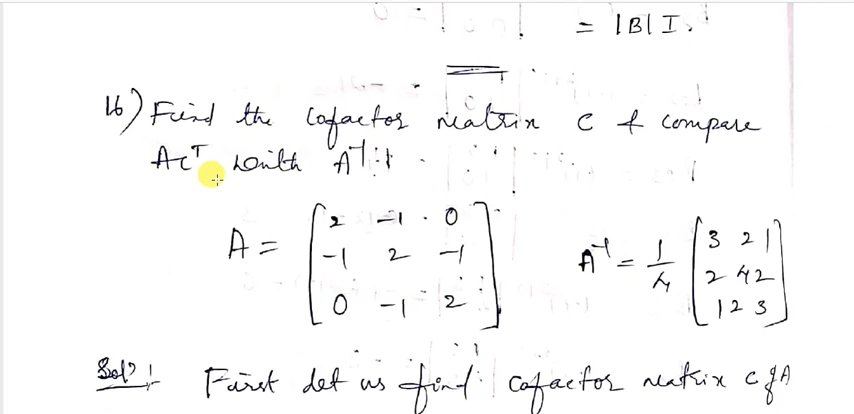 = |B| I.
16) Find the Cofactor matrix C & compare
AC^T with A^-1 :
A = [2 -1 0; -1 2 -1; 0 -1 2] A^-1 = 1/4 [3 2 1; 2 4 2; 1 2 3]
Sol? : First let us find cofactor matrix C of A